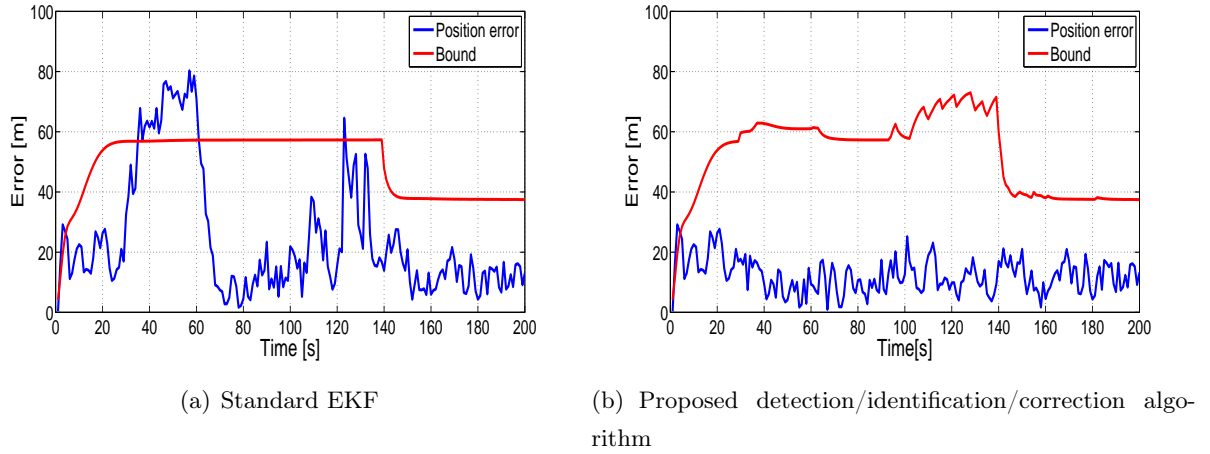 100
80
60
40
20
0
Error [m]
0 20 40 60 80 100 120 140 160 180 200
Time [s]
Position error
Bound
(a) Standard EKF
100
80
60
40
20
0
Error [m]
0 20 40 60 80 100 120 140 160 180 200
Time[s]
Position error
Bound
(b) Proposed detection/identification/correction algo-
rithm